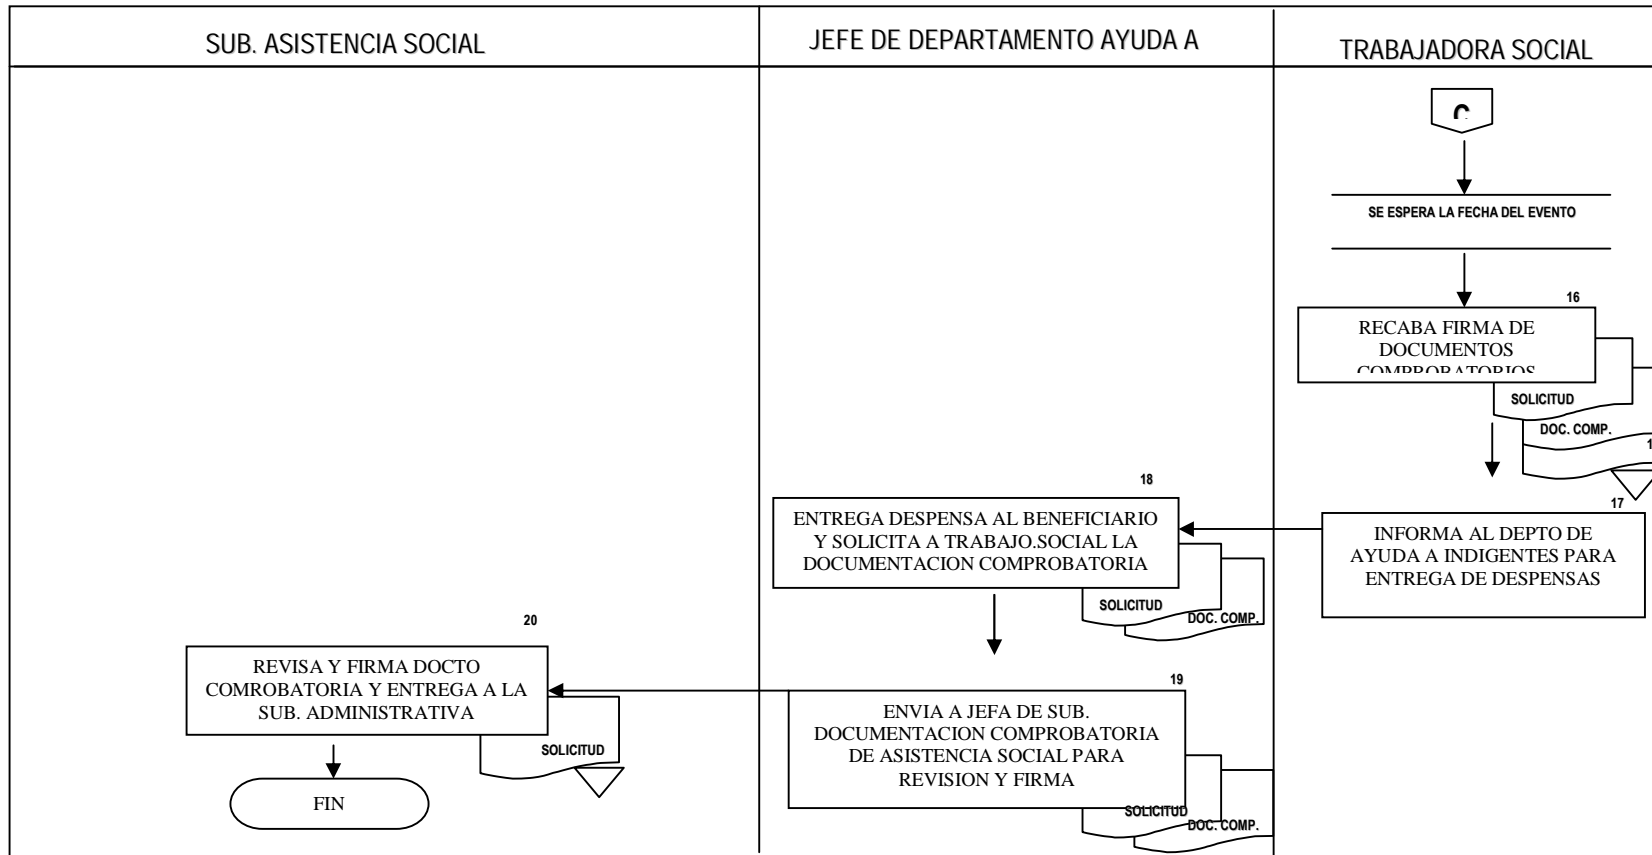 SUB. ASISTENCIA SOCIAL
JEFE DE DEPARTAMENTO AYUDA A
TRABAJADORA SOCIAL
SE ESPERA LA FECHA DEL EVENTO
16
RECABA FIRMA DE
DOCUMENTOS
COMPROBATORIOS
SOLICITUD
DOC. COMP.
1
17
INFORMA AL DEPTO DE
AYUDA A INDIGENTES PARA
ENTREGA DE DESPENSAS
18
ENTREGA DESPENSA AL BENEFICIARIO
Y SOLICITA A TRABAJO.SOCIAL LA
DOCUMENTACION COMPROBATORIA
SOLICITUD
DOC. COMP.
19
ENVIA A JEFA DE SUB.
DOCUMENTACION COMPROBATORIA
DE ASISTENCIA SOCIAL PARA
REVISION Y FIRMA
SOLICITUD
DOC. COMP.
20
REVISA Y FIRMA DOCTO
COMROBATORIA Y ENTREGA A LA
SUB. ADMINISTRATIVA
SOLICITUD
FIN